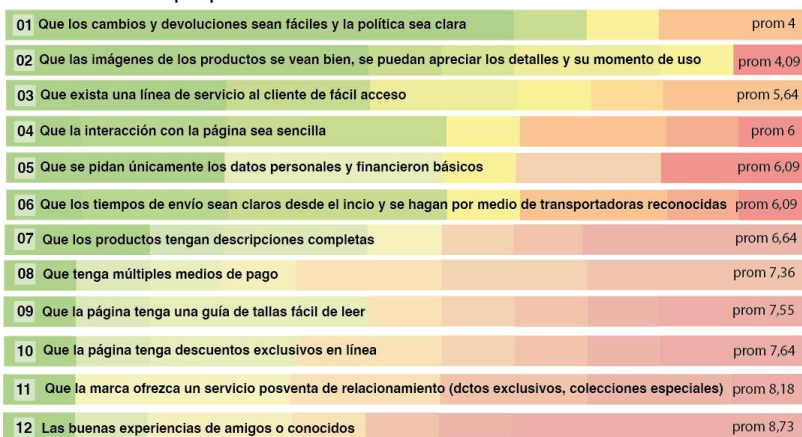 01 Que los cambios y devoluciones sean fáciles y la política sea clara prom 4
02 Que las imágenes de los productos se vean bien, se puedan apreciar los detalles y su momento de uso prom 4,09
03 Que exista una línea de servicio al cliente de fácil acceso prom 5,64
04 Que la interacción con la página sea sencilla prom 6
05 Que se pidan únicamente los datos personales y financieron básicos prom 6,09
06 Que los tiempos de envío sean claros desde el incio y se hagan por medio de transportadoras reconocidas prom 6,09
07 Que los productos tengan descripciones completas prom 6,64
08 Que tenga múltiples medios de pago prom 7,36
09 Que la página tenga una guía de tallas fácil de leer prom 7,55
10 Que la página tenga descuentos exclusivos en línea prom 7,64
11 Que la marca ofrezca un servicio posventa de relacionamiento (dctos exclusivos, colecciones especiales) prom 8,18
12 Las buenas experiencias de amigos o conocidos prom 8,73